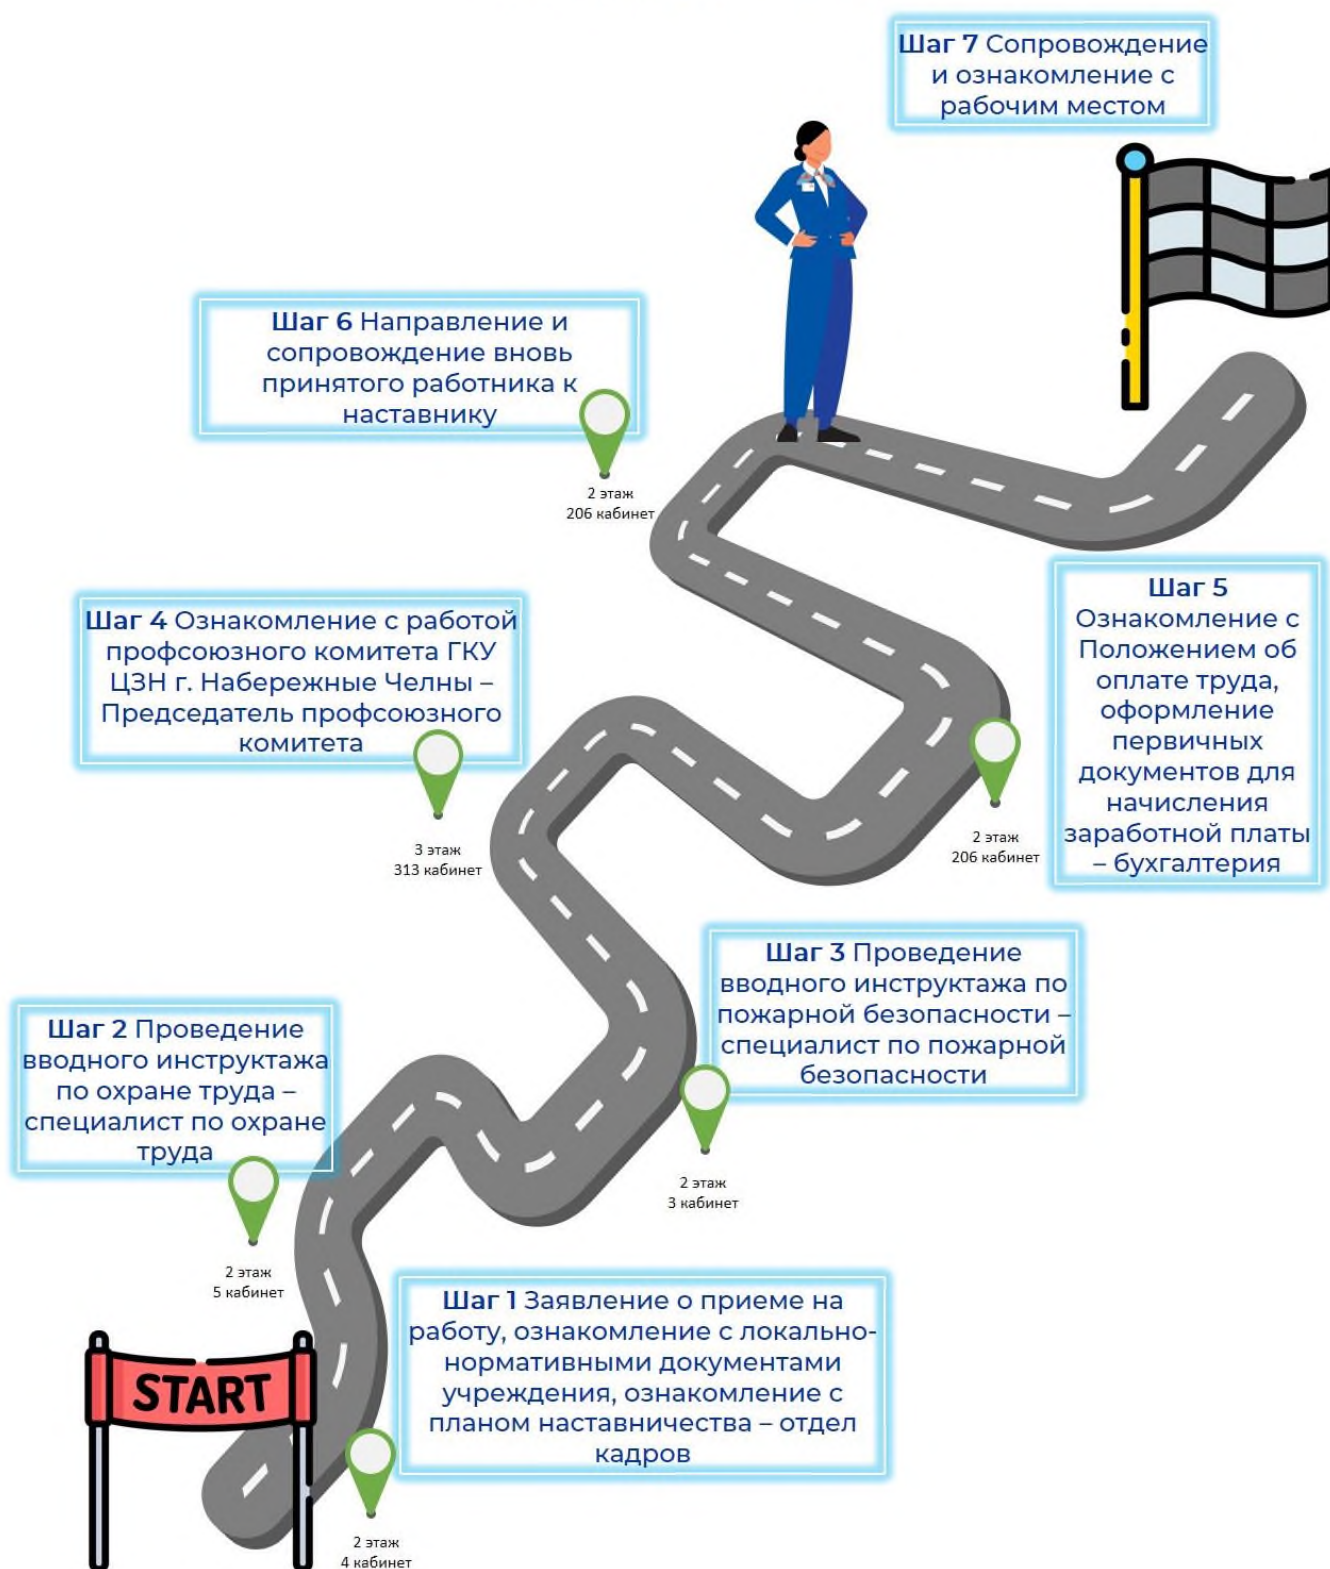 Шаг 7 Сопровождение
и ознакомление с
рабочим местом
Шаг 6 Направление и
сопровождение вновь
принятого работника к
наставнику
2 этаж
206 кабинет
Шаг 5
Ознакомление с
Положением об
оплате труда,
оформление
первичных
документов для
начисления
заработной платы
– бухгалтерия
2 этаж
206 кабинет
Шаг 4 Ознакомление с работой
профсоюзного комитета ГКУ
ЦЗН г. Набережные Челны –
Председатель профсоюзного
комитета
3 этаж
313 кабинет
Шаг 3 Проведение
вводного инструктажа по
пожарной безопасности –
специалист по пожарной
безопасности
2 этаж
3 кабинет
Шаг 2 Проведение
вводного инструктажа
по охране труда –
специалист по охране
труда
2 этаж
5 кабинет
Шаг 1 Заявление о приеме на
работу, ознакомление с локально-
нормативными документами
учреждения, ознакомление с
планом наставничества – отдел
кадров
START
2 этаж
4 кабинет